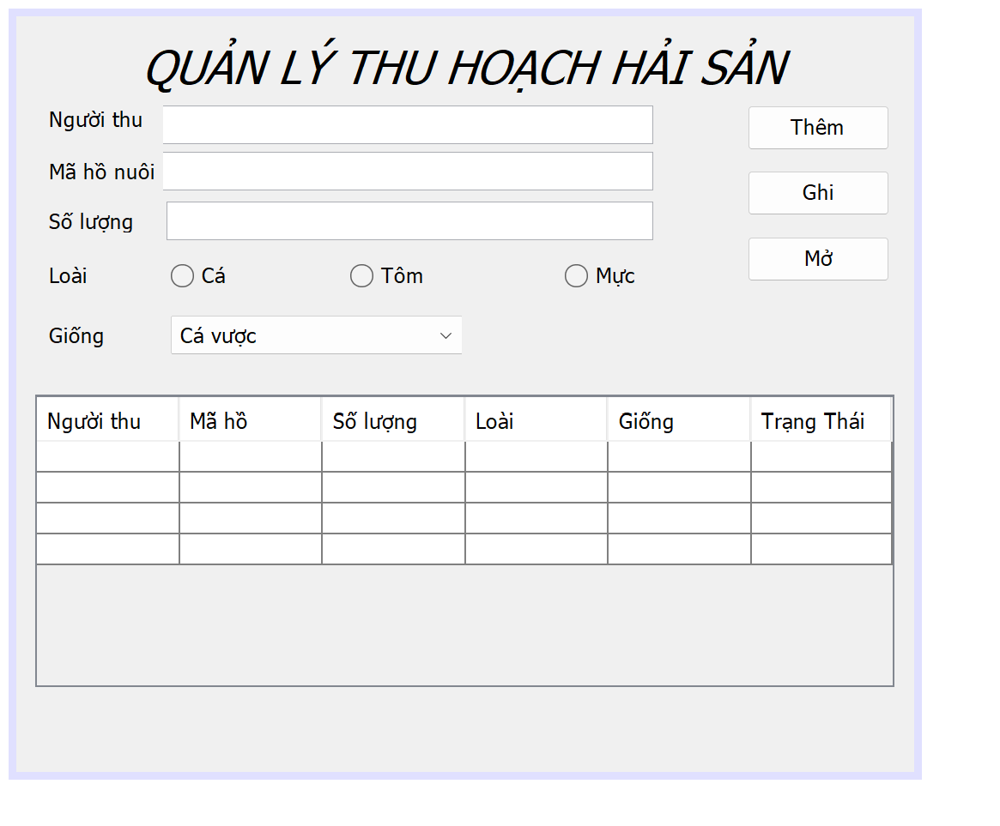 QUẢN LÝ THU HOẠCH HẢI SẢN
Người thu
Thêm
Mã hồ nuôi
Ghi
Số lượng
Mở
Loài Cá Tôm Mực
Giống Cá vược
Người thu Mã hồ Số lượng Loài Giống Trạng Thái